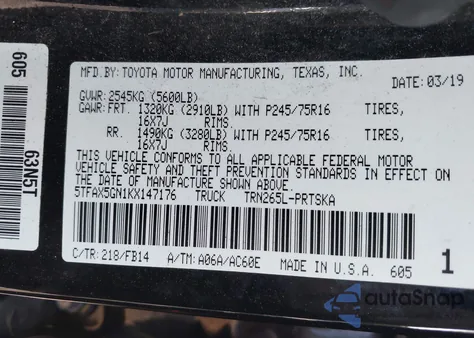 605
63N5T
MFD.BY:TOYOTA MOTOR MANUFACTURING, TEXAS, INC.
DATE: 03/19
GVWR:2545KG (5600LB)
GAWR:FRT. 1320KG (2910LB) WITH P245/75R16 TIRES,
16X7J RIMS.
RR. 1490KG (3280LB) WITH P245/75R16 TIRES,
16X7J RIMS.
THIS VEHICLE CONFORMS TO ALL APPLICABLE FEDERAL MOTOR
VEHICLE SAFETY AND THEFT PREVENTION STANDARDS IN EFFECT ON
THE DATE OF MANUFACTURE SHOWN ABOVE.
5TFAX5GN1KX147176 TRUCK TRN265L-PRTSKA
C/TR:218/FB14 A/TM:A06A/AC60E MADE IN U.S.A. 605
1
autoSnap